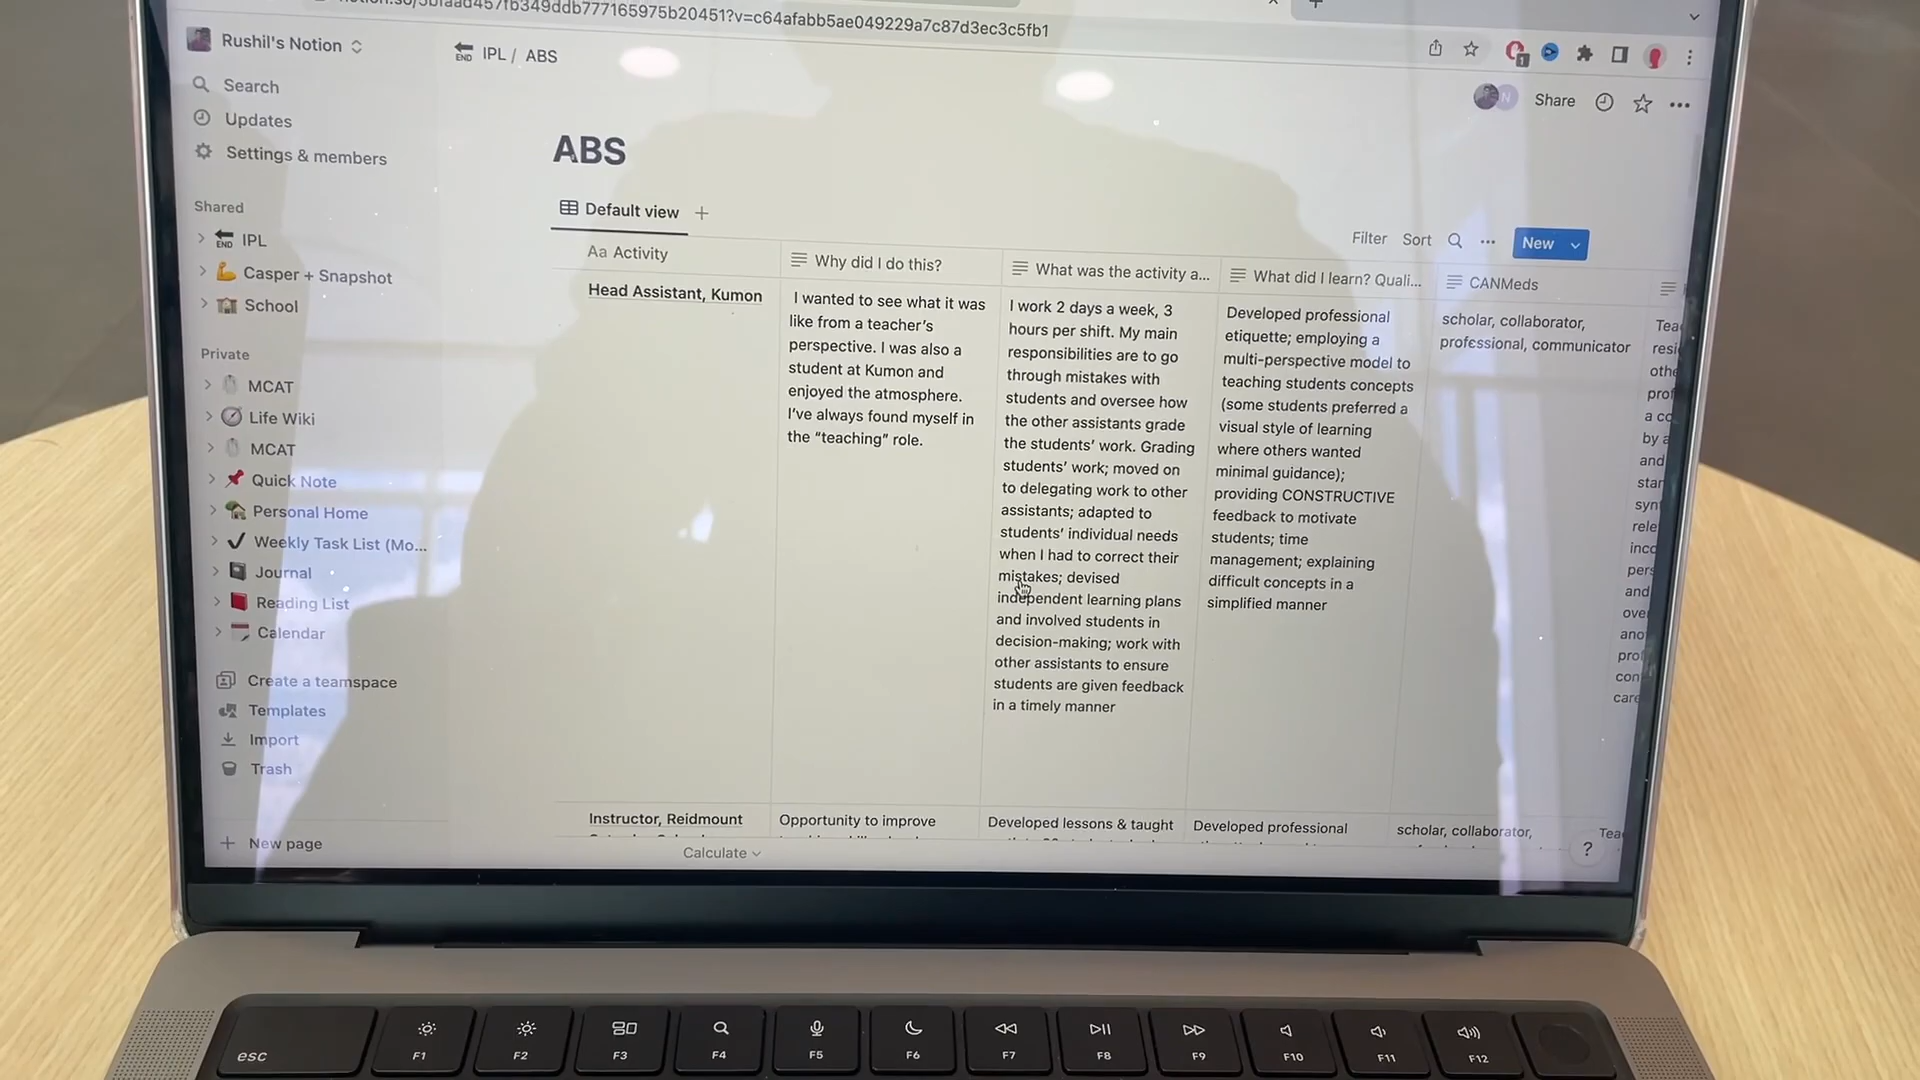 notion.so/5bfaad457fb349ddb777165975b20451?v=c64afabb5ae049229a7c87d3ec3c5fb1
Rushil's Notion
IPL / ABS
Share
Search
Updates
Settings & members
Shared
IPL
Casper + Snapshot
School
Private
MCAT
Life Wiki
MCAT
Quick Note
Personal Home
Weekly Task List (Mo...
Journal
Reading List
Calendar
Create a teamspace
Templates
Import
Trash
New page
ABS
Default view
Filter Sort
New
Aa Activity
Why did I do this?
What was the activity a...
What did I learn? Quali...
CANMeds
Head Assistant, Kumon
I wanted to see what it was
like from a teacher's
perspective. I was also a
student at Kumon and
enjoyed the atmosphere.
I've always found myself in
the “teaching” role.
I work 2 days a week, 3
hours per shift. My main
responsibilities are to go
through mistakes with
students and oversee how
the other assistants grade
the students' work. Grading
students' work; moved on
to delegating work to other
assistants; adapted to
students' individual needs
when I had to correct their
mistakes; devised
independent learning plans
and involved students in
decision-making; work with
other assistants to ensure
students are given feedback
in a timely manner
Developed professional
etiquette; employing a
multi-perspective model to
teaching students concepts
(some students preferred a
visual style of learning
where others wanted
minimal guidance);
providing CONSTRUCTIVE
feedback to motivate
students; time
management; explaining
difficult concepts in a
simplified manner
scholar, collaborator,
professional, communicator
Instructor, Reidmount
Opportunity to improve
Developed lessons & taught
Developed professional
scholar, collaborator,
Calculate
?
esc
F1
F2
F3
F4
F5
F6
F7
F8
F9
F10
F11
F12